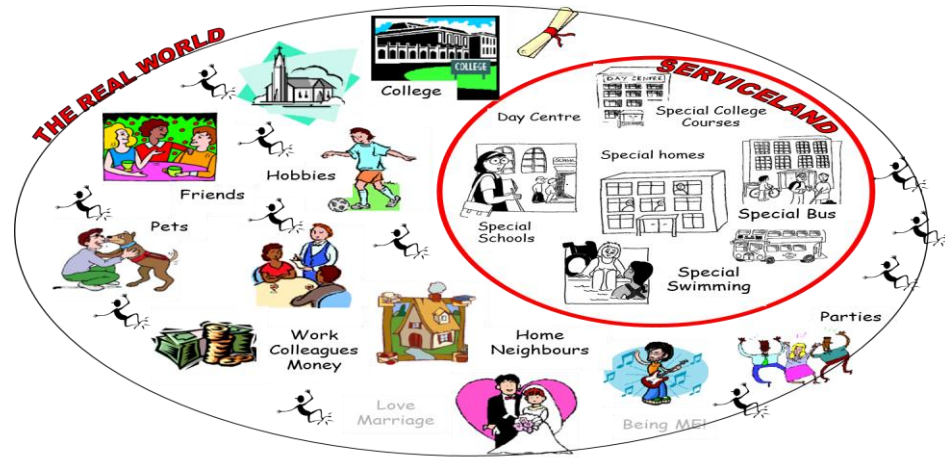 THE REAL WORLD
COLLEGE
College
SERVICELAND
DAY CENTRE
Day Centre
Special College
Courses
Friends
Hobbies
Special homes
SCHOOL
Special
Schools
Special Bus
Pets
Special
Swimming
Work
Colleagues
Money
Home
Neighbours
Parties
Love
Marriage
Being ME!